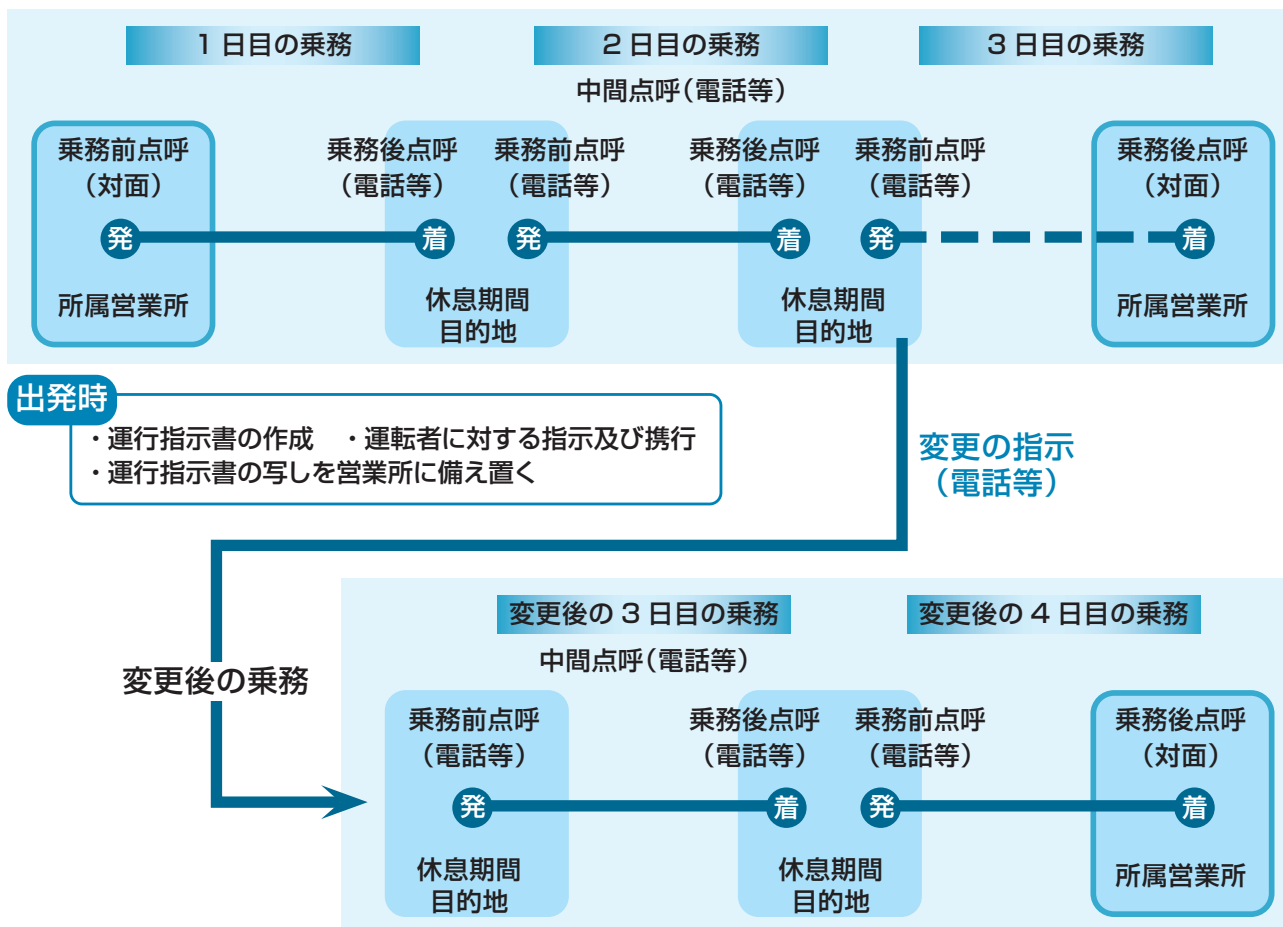 1 日目の乗務
2 日目の乗務
3 日目の乗務
中間点呼(電話等)
乗務前点呼
(対面)
乗務後点呼
(電話等)
乗務前点呼
(電話等)
乗務後点呼
(電話等)
乗務前点呼
(電話等)
乗務後点呼
(対面)
発
着
発
着
発
着
所属営業所
休息期間
目的地
休息期間
目的地
所属営業所
出発時
・運行指示書の作成 ・運転者に対する指示及び携行
・運行指示書の写しを営業所に備え置く
変更の指示
(電話等)
変更後の乗務
変更後の 3 日目の乗務
変更後の 4 日目の乗務
中間点呼(電話等)
乗務前点呼
(電話等)
乗務後点呼
(電話等)
乗務前点呼
(電話等)
乗務後点呼
(対面)
発
着
発
着
休息期間
目的地
休息期間
目的地
所属営業所